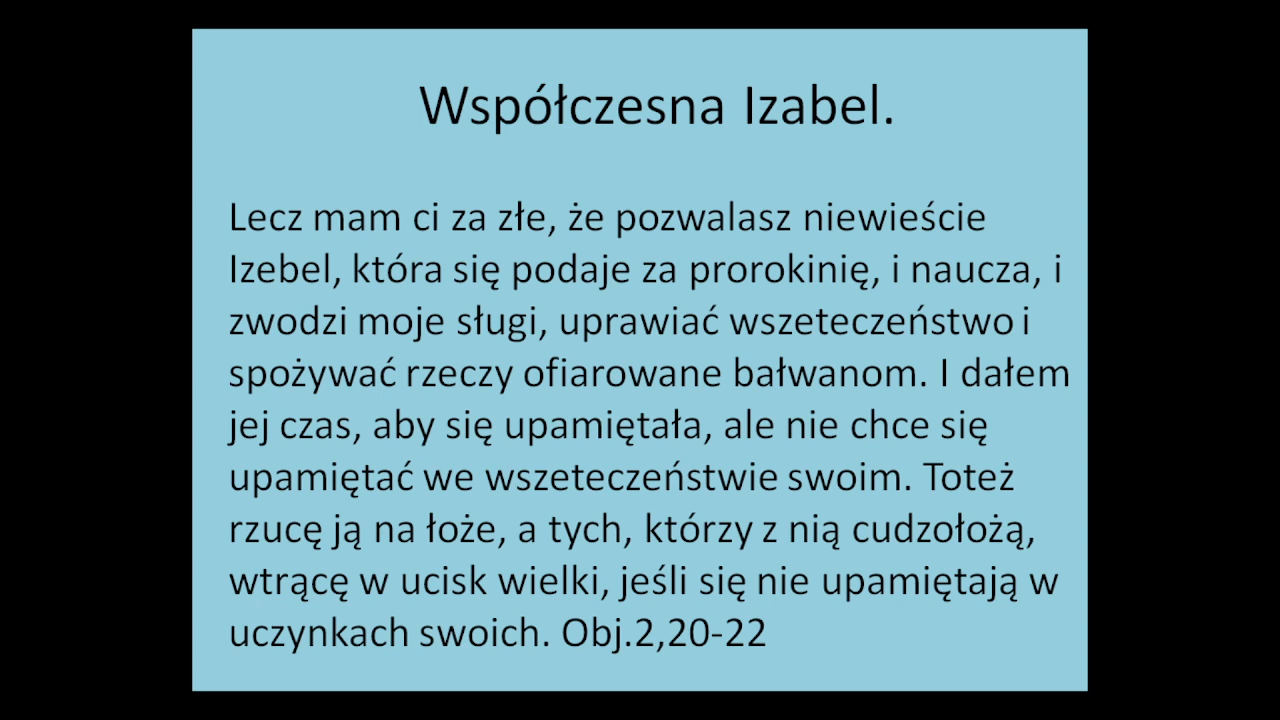 Współczesna Izabel.
Lecz mam ci za złe, że pozwalasz niewieście
Izebel, która się podaje za prorokinię, i naucza, i
zwodzi moje sługi, uprawiać wszeteczeństwo i
spożywać rzeczy ofiarowane bałwanom. I dałem
jej czas, aby się upamiętała, ale nie chce się
upamiętać we wszeteczeństwie swoim. Toteż
rzucę ją na łoże, a tych, którzy z nią cudzołożą,
wtrącę w ucisk wielki, jeśli się nie upamiętają w
uczynkach swoich. Obj.2,20-22